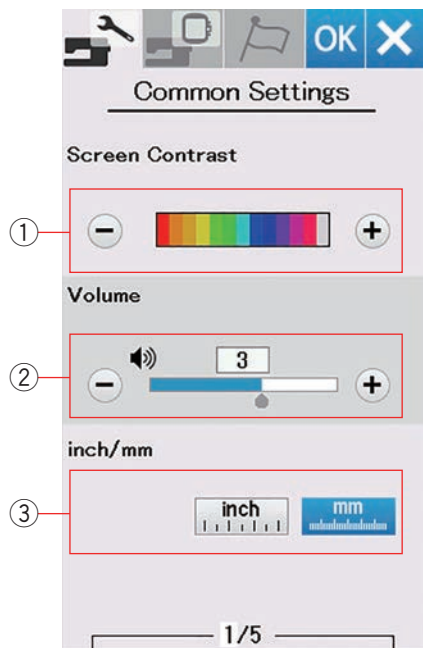 OK X
Common Settings
Screen Contrast
① − +
Volume
3
② − +
inch/mm
③ inch mm
1/5